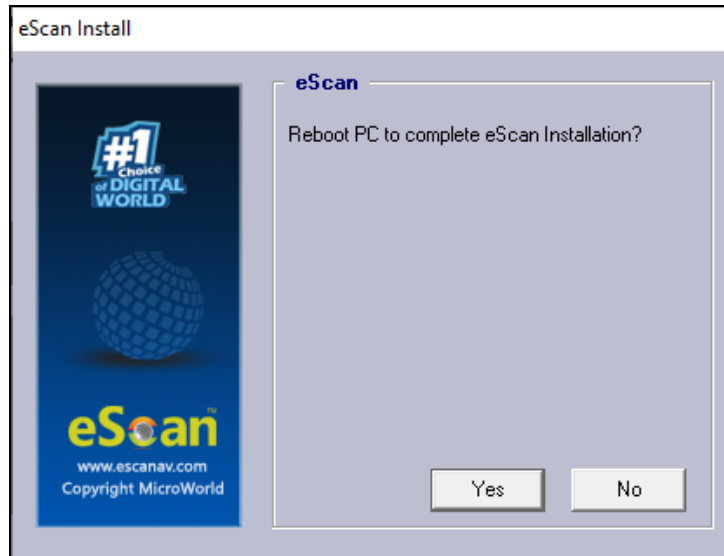 eScan Install
#1
Choice
of DIGITAL
WORLD
eScan™
www.escanav.com
Copyright MicroWorld
eScan
Reboot PC to complete eScan Installation?
Yes
No